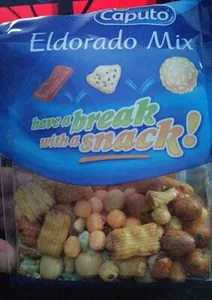 Caputo
Eldorado Mix
have a break
with a snack!